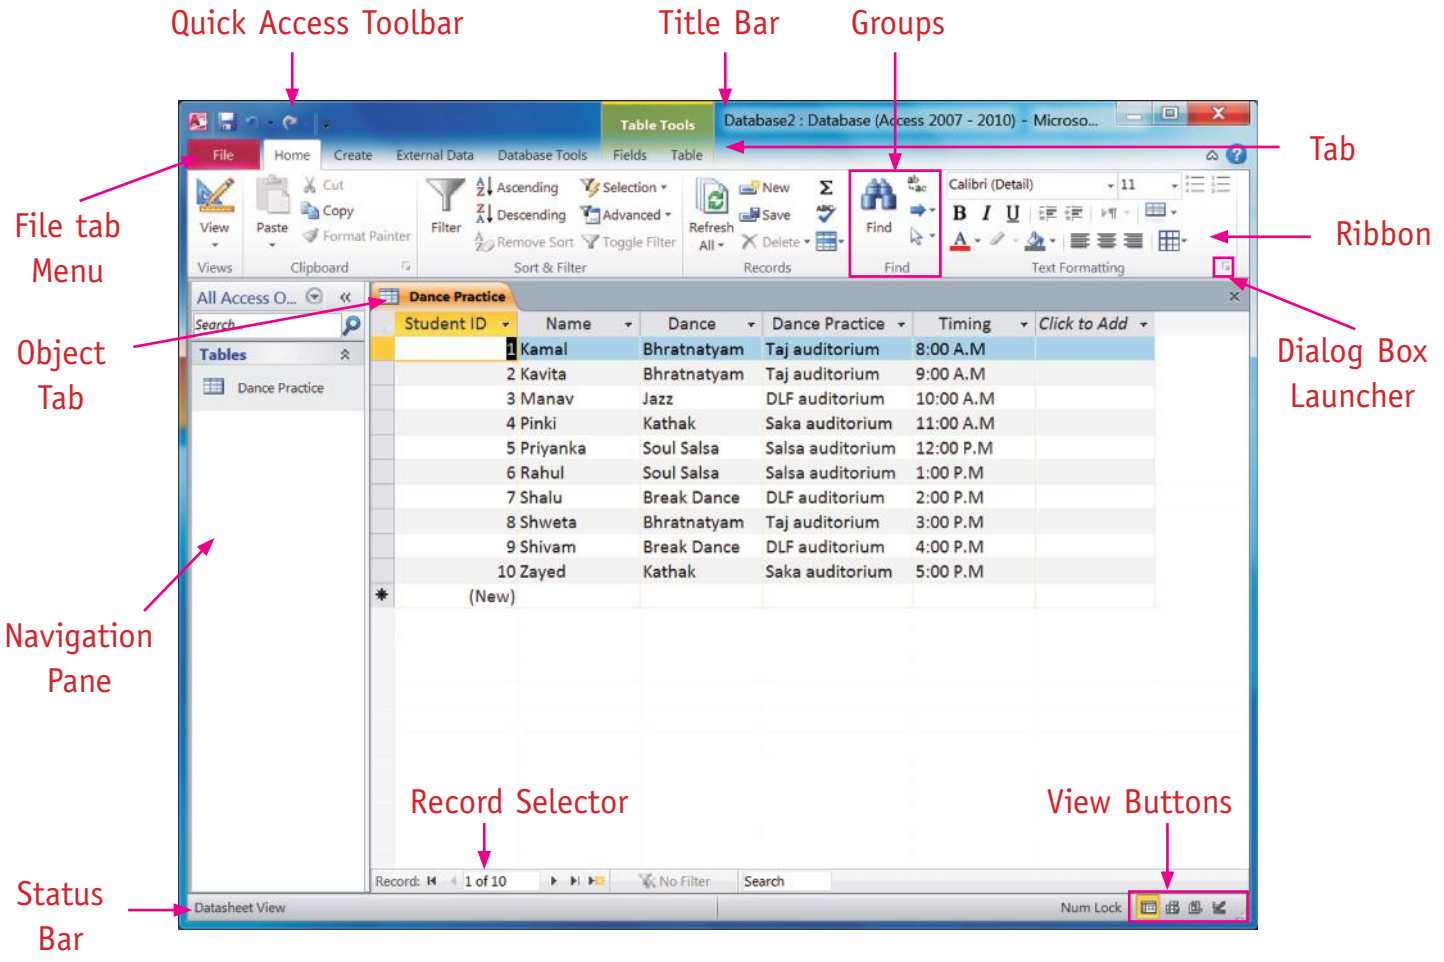 Quick Access Toolbar
Title Bar
Groups
Table Tools
Database2 : Database (Access 2007 - 2010) - Microso...
File Home Create External Data Database Tools Fields Table
Tab
File tab
Menu
Ribbon
View
Views
Paste
Cut
Copy
Format Painter
Clipboard
Filter
Ascending
Descending
Remove Sort
Selection
Advanced
Toggle Filter
Sort & Filter
Refresh
All
New
Save
Delete
Σ
ABC
Records
Find
ab
ac
Find
Calibri (Detail) 11
B I U
A
Text Formatting
Dialog Box
Launcher
Object
Tab
Navigation
Pane
All Access O... «
Search..
Tables
Dance Practice
Dance Practice
Student ID Name Dance Dance Practice Timing Click to Add
1 Kamal Bhratnatyam Taj auditorium 8:00 A.M
2 Kavita Bhratnatyam Taj auditorium 9:00 A.M
3 Manav Jazz DLF auditorium 10:00 A.M
4 Pinki Kathak Saka auditorium 11:00 A.M
5 Priyanka Soul Salsa Salsa auditorium 12:00 P.M
6 Rahul Soul Salsa Salsa auditorium 1:00 P.M
7 Shalu Break Dance DLF auditorium 2:00 P.M
8 Shweta Bhratnatyam Taj auditorium 3:00 P.M
9 Shivam Break Dance DLF auditorium 4:00 P.M
10 Zayed Kathak Saka auditorium 5:00 P.M
(New)
Record Selector
View Buttons
Record: 1 of 10 No Filter Search
Status
Bar
Datasheet View
Num Lock